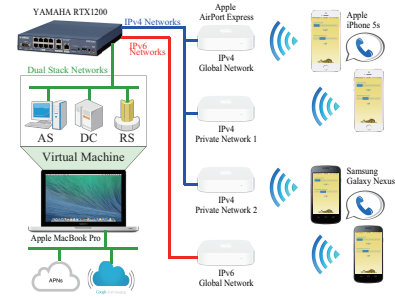 YAMAHA RTX1200
IPv4 Networks
IPv6
Networks
Dual Stack Networks
AS
DC
RS
Virtual Machine
Apple MacBook Pro
APNs
Apple
AirPort Express
IPv4
Global Network
IPv4
Private Network 1
IPv4
Private Network 2
IPv6
Global Network
Apple
iPhone 5s
Samsung
Galaxy Nexus